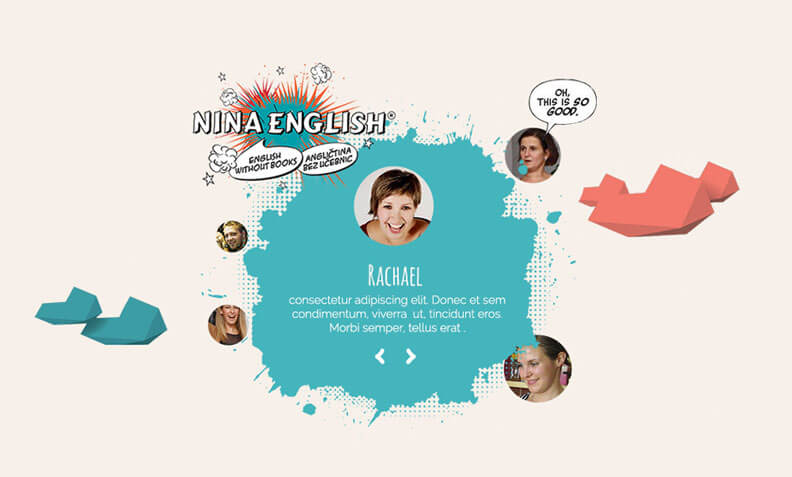 NINA ENGLISH®
ENGLISH
WITHOUT BOOKS
ANGLIČTINA
BEZ UČEBNIC
OH,
THIS IS SO
GOOD.
RACHAEL
consectetur adipiscing elit. Donec et sem
condimentum, viverra ut, tincidunt eros.
Morbi semper, tellus erat .